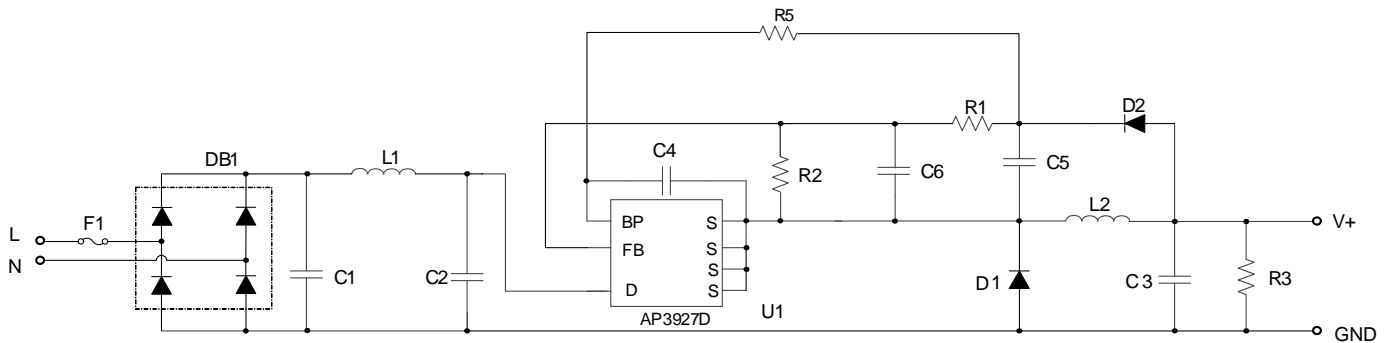 R5
R1
D2
DB1
L1
C4
R2
C6
C5
F1
BP
S
L2
L
FB
S
V+
N
C1
C2
S
D1
C3
R3
D
S
U1
AP3927D
GND